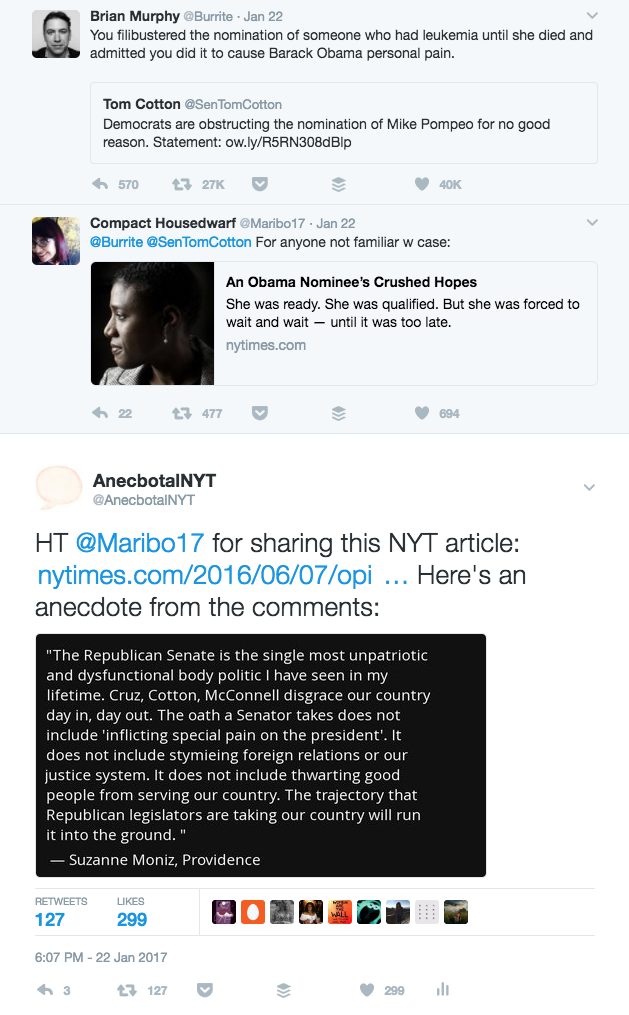 Brian Murphy @Burrite · Jan 22
You filibustered the nomination of someone who had leukemia until she died and
admitted you did it to cause Barack Obama personal pain.
Tom Cotton @SenTomCotton
Democrats are obstructing the nomination of Mike Pompeo for no good
reason. Statement: ow.ly/R5RN308dBlp
570 27K 40K
Compact Housedwarf @Maribo17 · Jan 22
@Burrite @SenTomCotton For anyone not familiar w case:
An Obama Nominee's Crushed Hopes
She was ready. She was qualified. But she was forced to
wait and wait — until it was too late.
nytimes.com
22 477 694
AnecbotalNYT
@AnecbotalNYT
HT @Maribo17 for sharing this NYT article:
nytimes.com/2016/06/07/opi … Here's an
anecdote from the comments:
"The Republican Senate is the single most unpatriotic
and dysfunctional body politic I have seen in my
lifetime. Cruz, Cotton, McConnell disgrace our country
day in, day out. The oath a Senator takes does not
include 'inflicting special pain on the president'. It
does not include stymieing foreign relations or our
justice system. It does not include thwarting good
people from serving our country. The trajectory that
Republican legislators are taking our country will run
it into the ground. "
— Suzanne Moniz, Providence
RETWEETS LIKES
127 299
WALL
6:07 PM - 22 Jan 2017
3 127 299